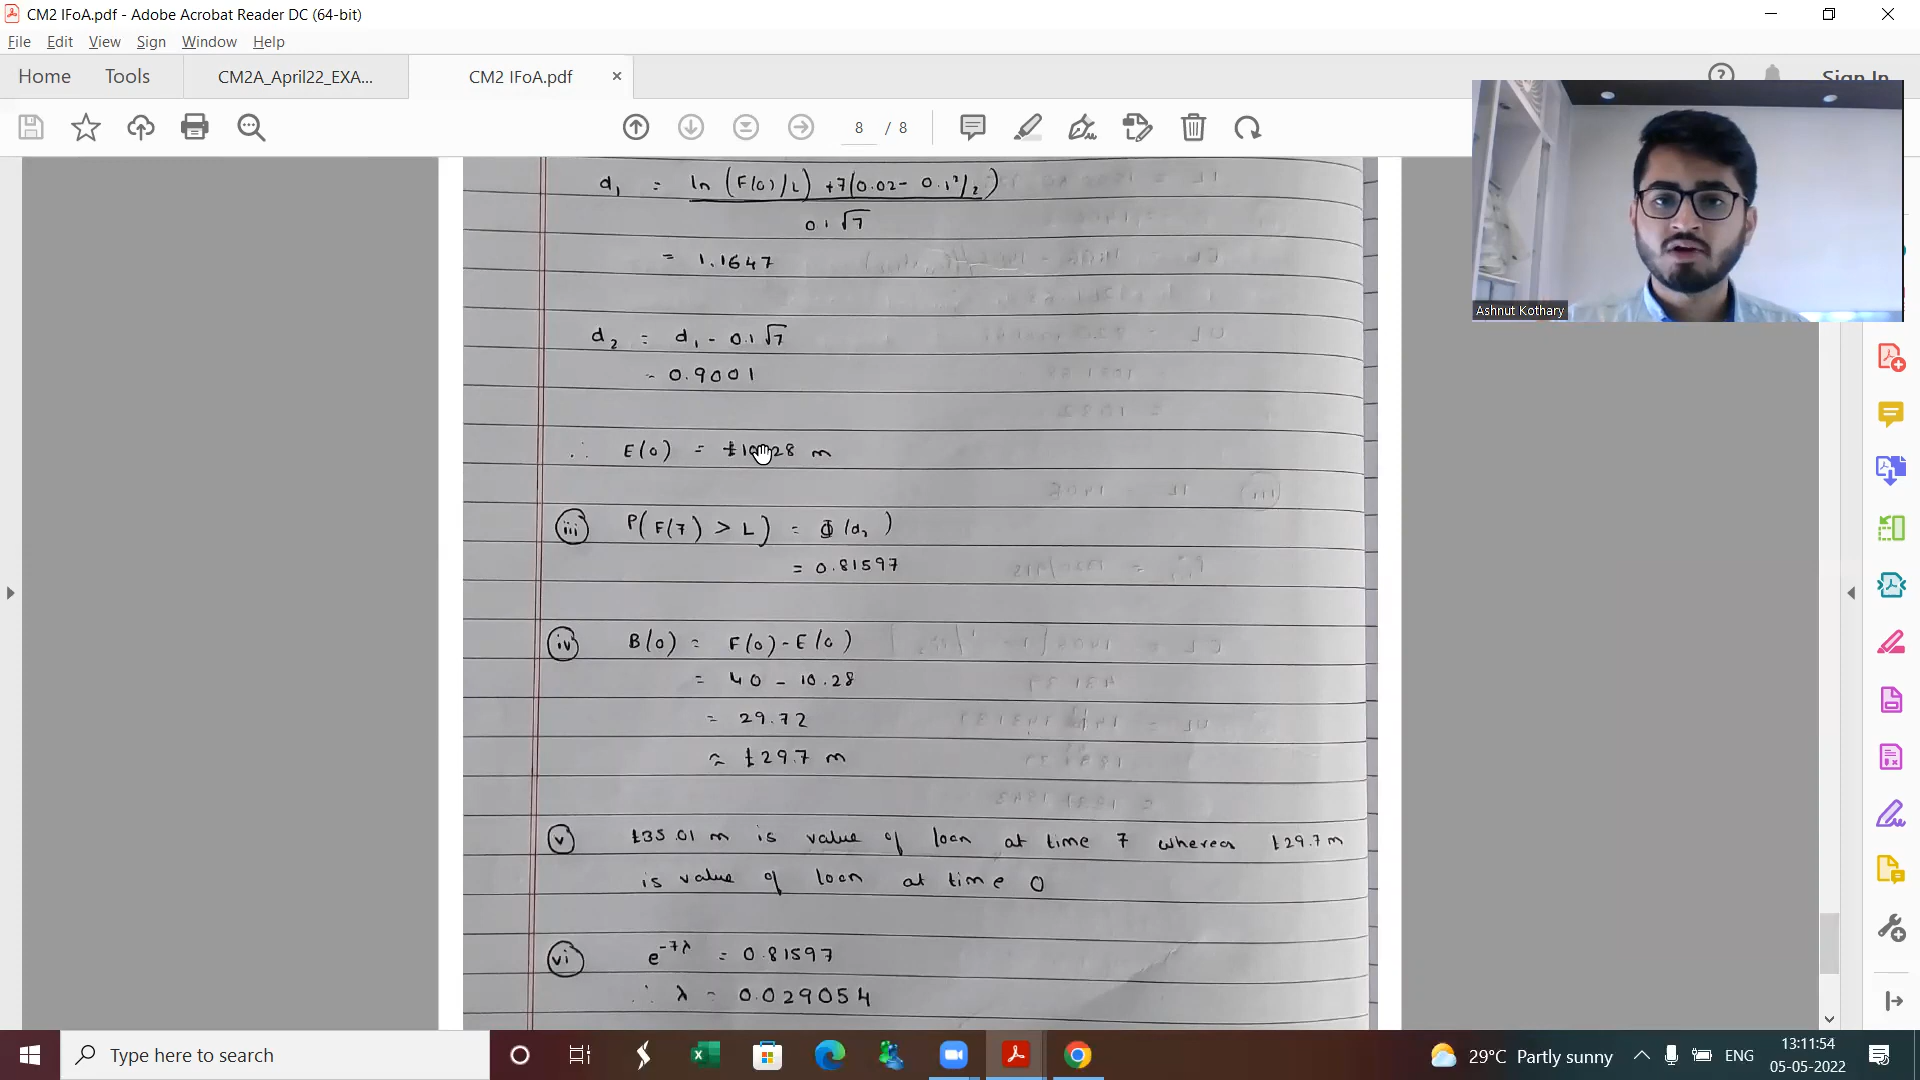 CM2 IFoA.pdf - Adobe Acrobat Reader DC (64-bit)
File Edit View Sign Window Help
Home Tools CM2A_April22_EXA... CM2 IFoA.pdf × Sign In
8 / 8
d₁ = ln (F(0)/L) + 7(0.02 - 0.1²/2)
0.1√7
= 1.1647
d₂ = d₁ - 0.1√7
= 0.9001
∴ E(0) = £10.28 m
(iii) P(F(7) > L) = Φ(d₂)
= 0.81597
(iv) B(0) = F(0) - E(0)
= 40 - 10.28
= 29.72
≈ £29.7 m
(v) £35.01 m is value of loan at time 7 whereas £29.7 m
is value of loan at time 0
(vi) e^-7λ = 0.81597
∴ λ = 0.029054
Ashnut Kothary
Type here to search
29°C Partly sunny
ENG
13:11:54
05-05-2022